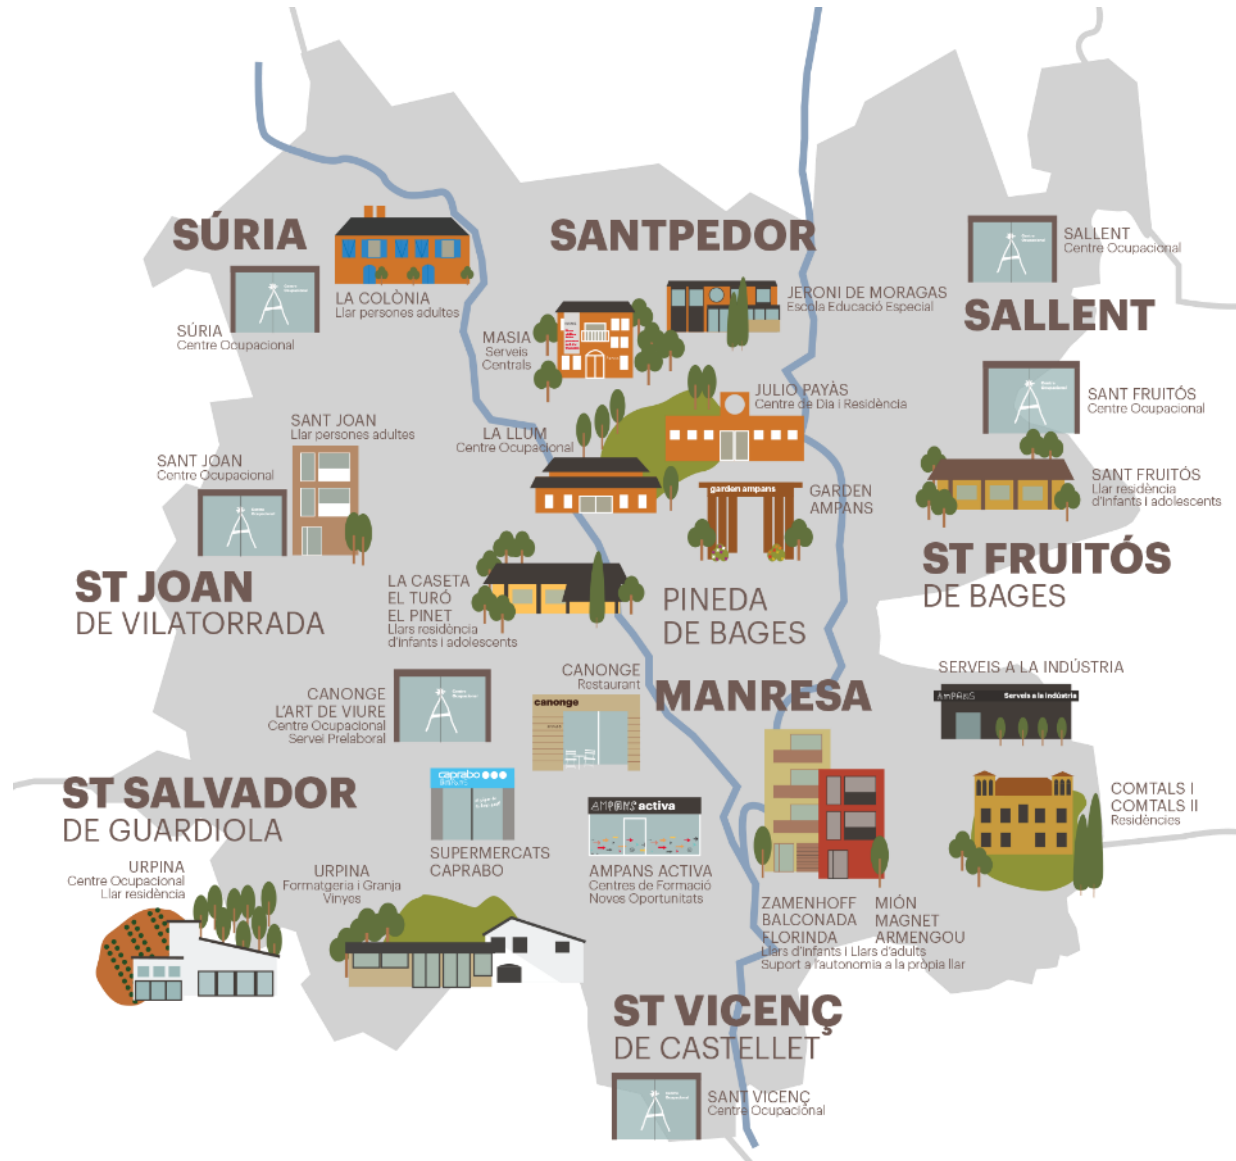 SÚRIA
LA COLÒNIA
Llar persones adultes
SÚRIA
Centre Ocupacional
SANTPEDOR
JERONI DE MORAGAS
Escola Educació Especial
MASIA
Serveis
Centrals
SALLENT
Centre Ocupacional
SALLENT
JULIO PAYÀS
Centre de Dia i Residència
LA LLUM
Centre Ocupacional
garden ampans
GARDEN
AMPANS
SANT FRUITÓS
Centre Ocupacional
SANT FRUITÓS
Llar residència
d'infants i adolescents
ST FRUITÓS
DE BAGES
SANT JOAN
Llar persones adultes
SANT JOAN
Centre Ocupacional
ST JOAN
DE VILATORRADA
LA CASETA
EL TURÓ
EL PINET
Llars residència
d'infants i adolescents
PINEDA
DE BAGES
CANONGE
L'ART DE VIURE
Centre Ocupacional
Servei Prelaboral
CANONGE
Restaurant
canonge
MANRESA
SERVEIS A LA INDÚSTRIA
AMPANS Serveis a la indústria
ST SALVADOR
DE GUARDIOLA
caprabo
SUPERMERCATS
CAPRABO
AMPANS activa
AMPANS ACTIVA
Centres de Formació
Noves Oportunitats
COMTALS I
COMTALS II
Residències
URPINA
Centre Ocupacional
Llar residència
URPINA
Formatgeria i Granja
Vinyes
ZAMENHOFF
BALCONADA
FLORINDA
MIÓN
MAGNET
ARMENGOU
Llars d'infants i Llars d'adults
Suport a l'autonomia a la pròpia llar
ST VICENÇ
DE CASTELLET
SANT VICENÇ
Centre Ocupacional